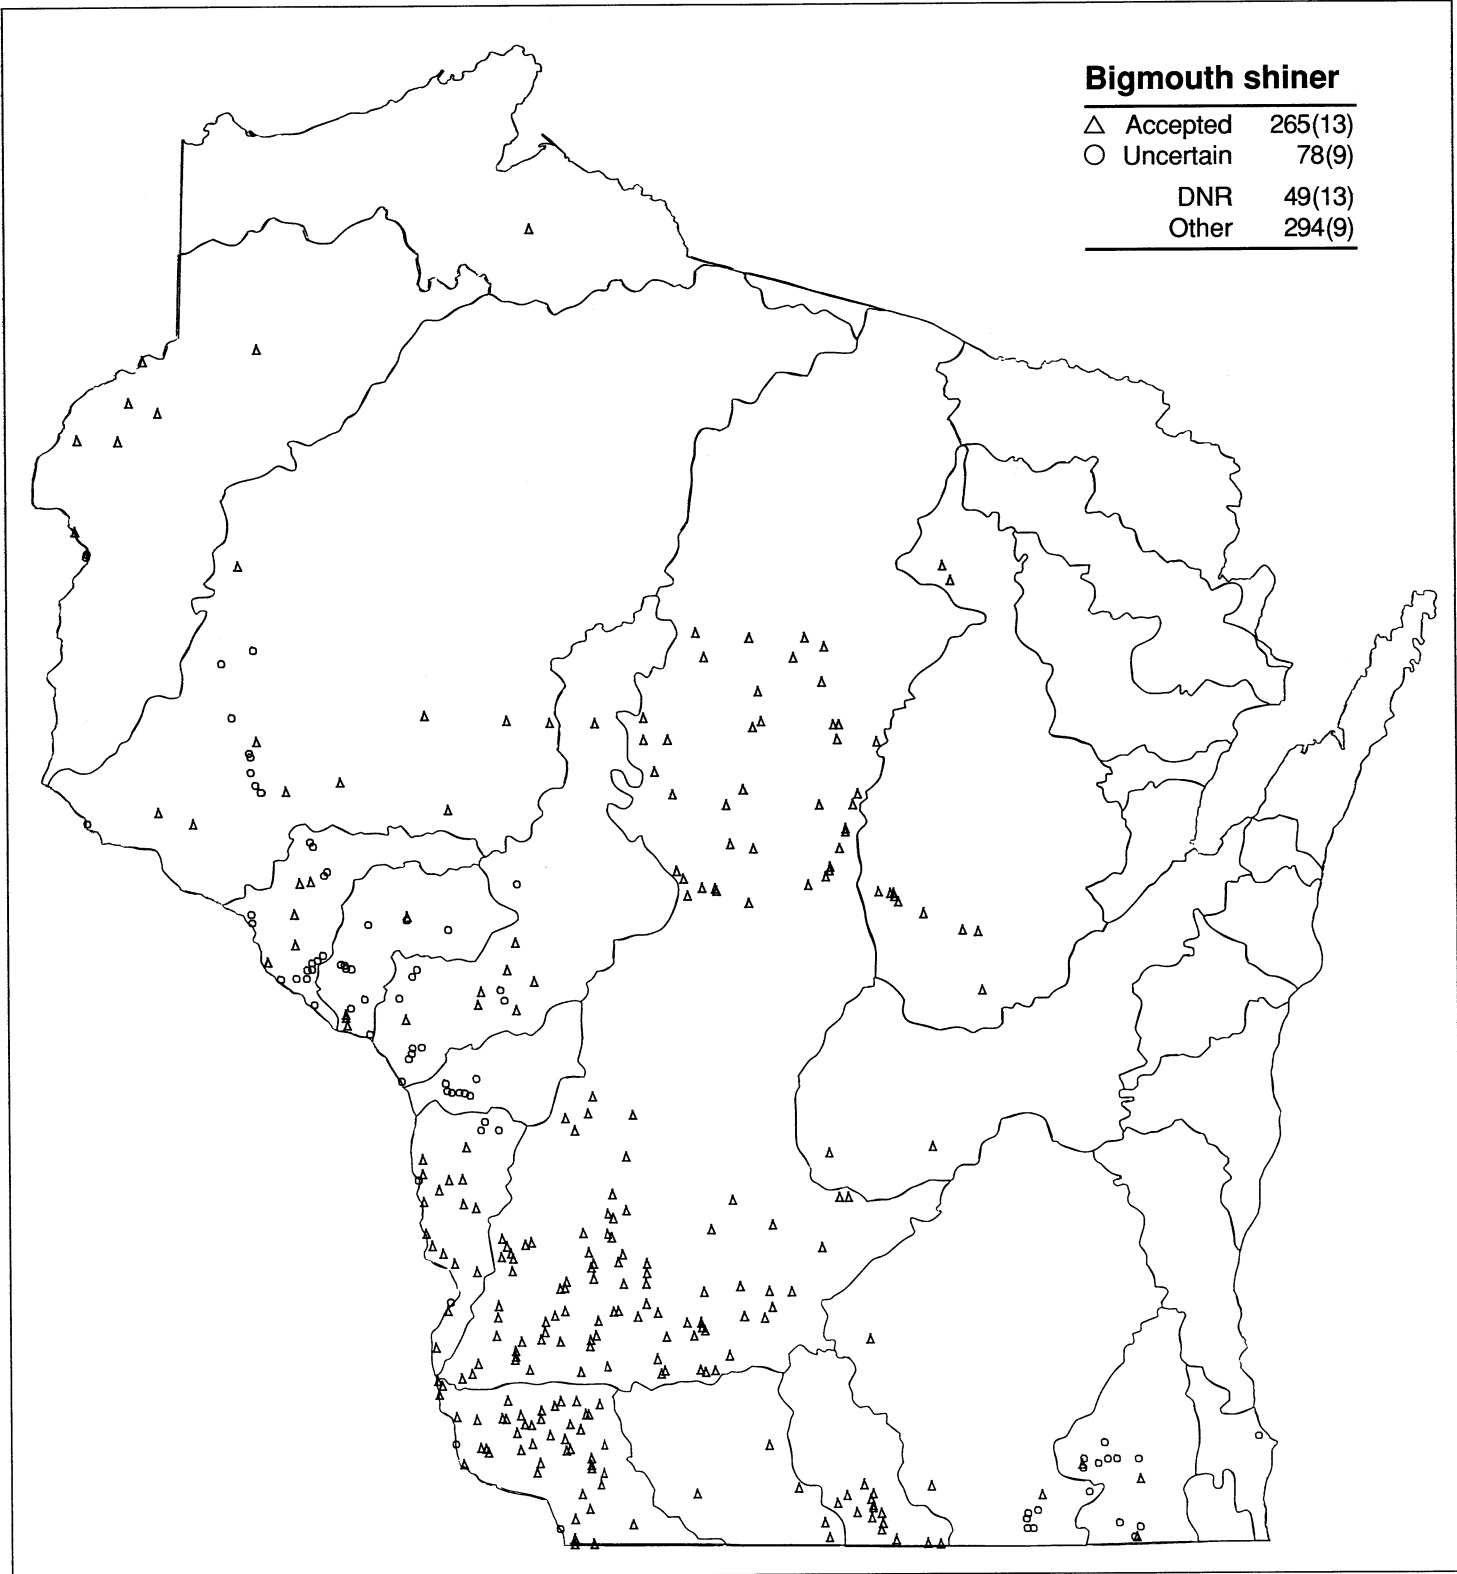 Bigmouth shiner
△ Accepted 265(13)
○ Uncertain 78(9)
DNR 49(13)
Other 294(9)